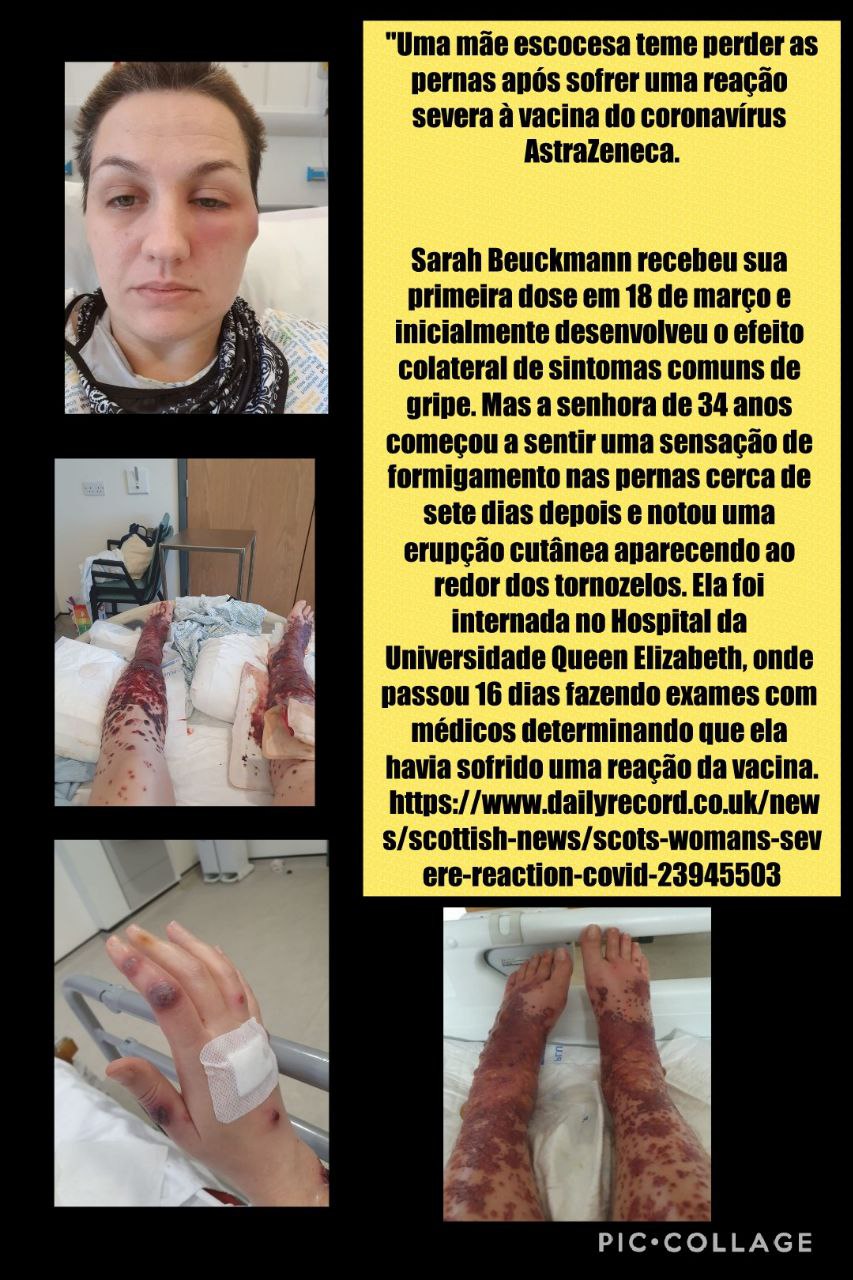 "Uma mãe escocesa teme perder as
pernas após sofrer uma reação
severa à vacina do coronavírus
AstraZeneca.
Sarah Beuckmann recebeu sua
primeira dose em 18 de março e
inicialmente desenvolveu o efeito
colateral de sintomas comuns de
gripe. Mas a senhora de 34 anos
começou a sentir uma sensação de
formigamento nas pernas cerca de
sete dias depois e notou uma
erupção cutânea aparecendo ao
redor dos tornozelos. Ela foi
internada no Hospital da
Universidade Queen Elizabeth, onde
passou 16 dias fazendo exames com
médicos determinando que ela
havia sofrido uma reação da vacina.
https://www.dailyrecord.co.uk/new
s/scottish-news/scots-womans-sev
ere-reaction-covid-23945503
PIC•COLLAGE